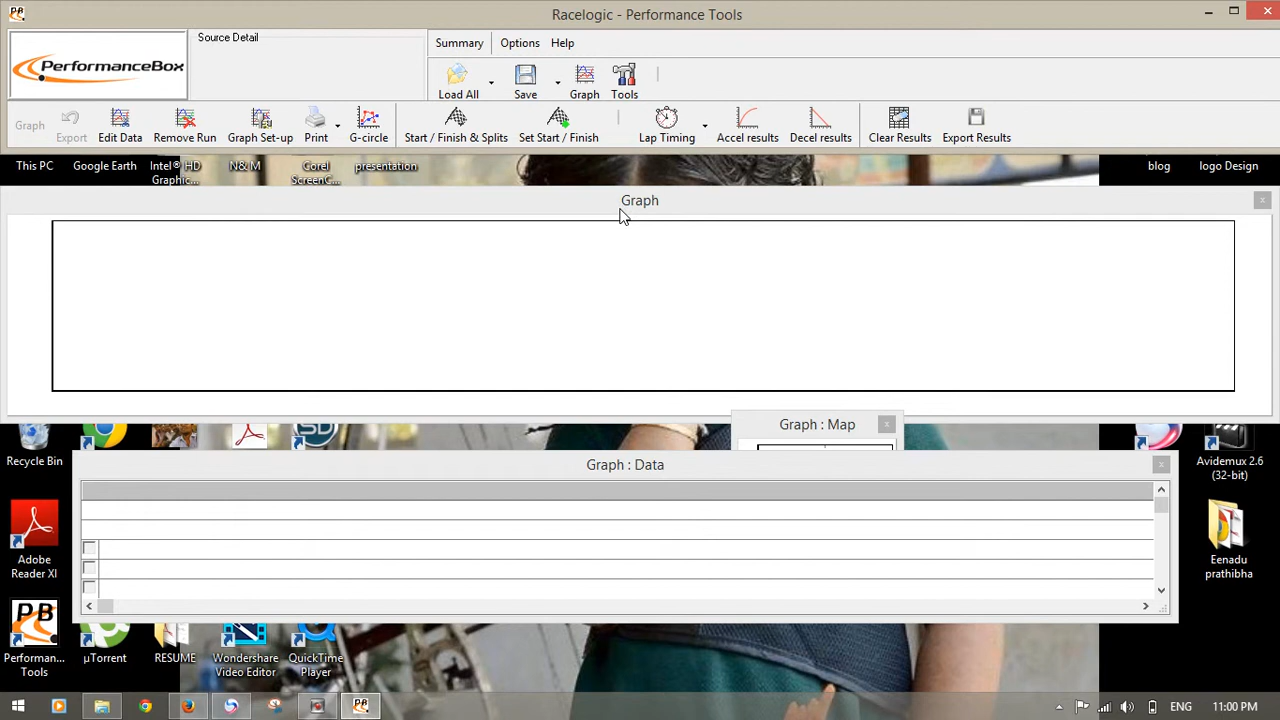 PB
Racelogic - Performance Tools
PerformanceBox
Source Detail
Summary
Options
Help
Load All
Save
Graph
Tools
Graph
Export
Edit Data
Remove Run
Graph Set-up
Print
G-circle
Start / Finish & Splits
Set Start / Finish
Lap Timing
Accel results
Decel results
Clear Results
Export Results
This PC
Google Earth
Intel® HD
Graphic...
N& M
Corel
ScreenC...
presentation
blog
logo Design
Graph
x
Graph : Map
x
Graph : Data
x
Recycle Bin
SD
Avidemux 2.6
(32-bit)
Adobe
Reader XI
Eenadu
prathibha
PB
Performan...
Tools
µTorrent
RESUME
Wondershare
Video Editor
QuickTime
Player
PB
ENG
11:00 PM